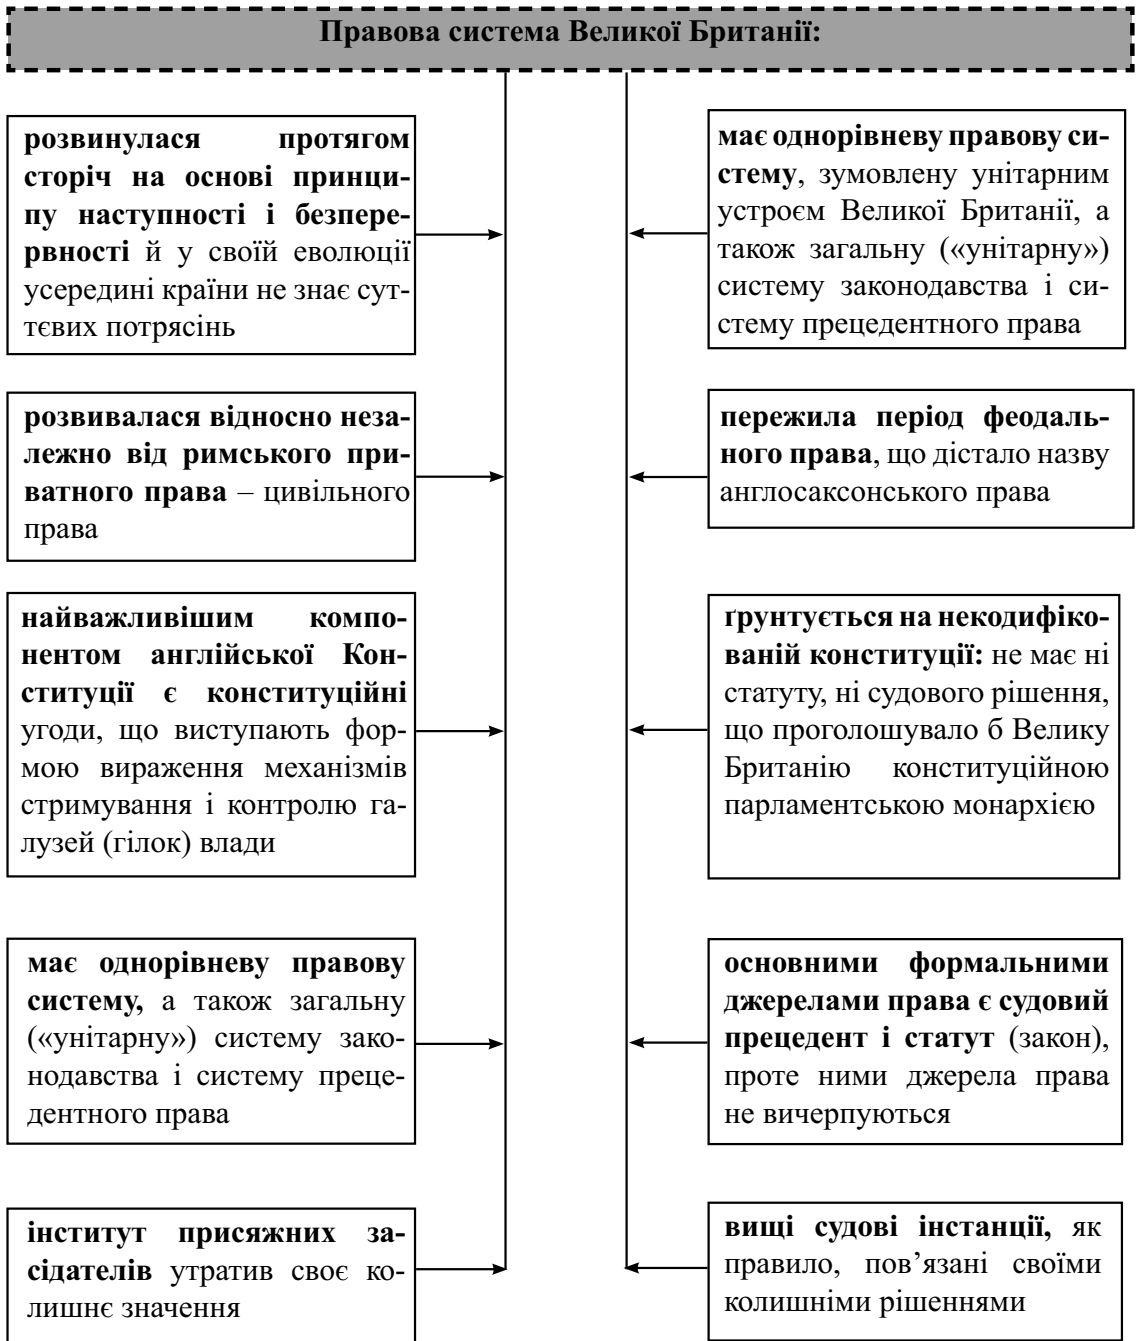 Правова система Великої Британії:
розвинулася протягом
сторіч на основі принци-
пу наступності і безпере-
рвності й у своїй еволюції
усередині країни не знає сут-
тєвих потрясінь
має однорівневу правову си-
стему, зумовлену унітарним
устроєм Великої Британії, а
також загальну («унітарну»)
систему законодавства і си-
стему прецедентного права
розвивалася відносно неза-
лежно від римського при-
ватного права – цивільного
права
пережила період феодаль-
ного права, що дістало назву
англосаксонського права
найважливішим компо-
нентом англійської Кон-
ституції є конституційні
угоди, що виступають фор-
мою вираження механізмів
стримування і контролю га-
лузей (гілок) влади
ґрунтується на некодифіко-
ваній конституції: не має ні
статуту, ні судового рішення,
що проголошувало б Велику
Британію конституційною
парламентською монархією
має однорівневу правову
систему, а також загальну
(«унітарну») систему зако-
нодавства і систему преце-
дентного права
основними формальними
джерелами права є судовий
прецедент і статут (закон),
проте ними джерела права
не вичерпуються
інститут присяжних за-
сідателів утратив своє ко-
лишнє значення
вищі судові інстанції, як
правило, пов’язані своїми
колишніми рішеннями